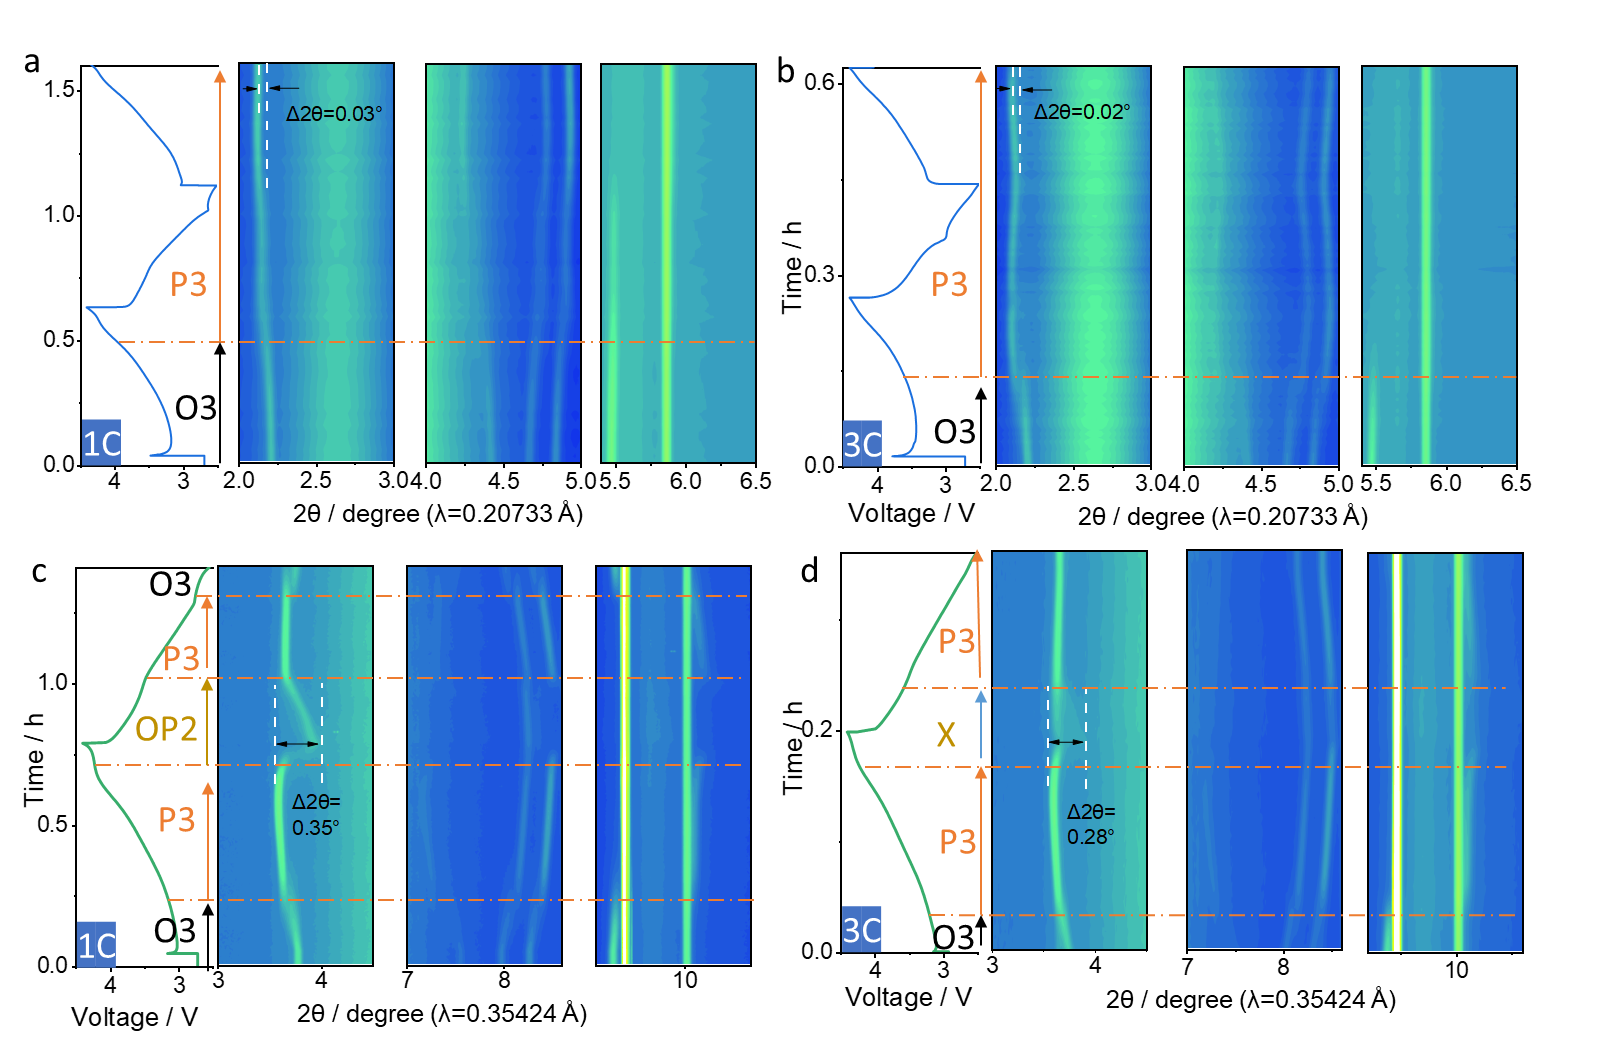 a
1.5
1.0
0.5
0.0
Δ2θ=0.03°
P3
O3
1C
4 3 2.0 2.5 3.0 4.0 4.5 5.0 5.5 6.0 6.5
2θ / degree (λ=0.20733 Å)
b
0.6
0.3
0.0
Time / h
Δ2θ=0.02°
P3
O3
3C
4 3 2.0 2.5 3.0 4.0 4.5 5.0 5.5 6.0 6.5
Voltage / V
2θ / degree (λ=0.20733 Å)
c
1.0
0.5
0.0
Time / h
O3
P3
OP2
P3
O3
1C
Δ2θ=
0.35°
4 3 3 4 7 8 10
Voltage / V
2θ / degree (λ=0.35424 Å)
d
0.2
0.0
Time / h
P3
X
P3
O3
3C
Δ2θ=
0.28°
4 3 3 4 7 8 10
Voltage / V
2θ / degree (λ=0.35424 Å)